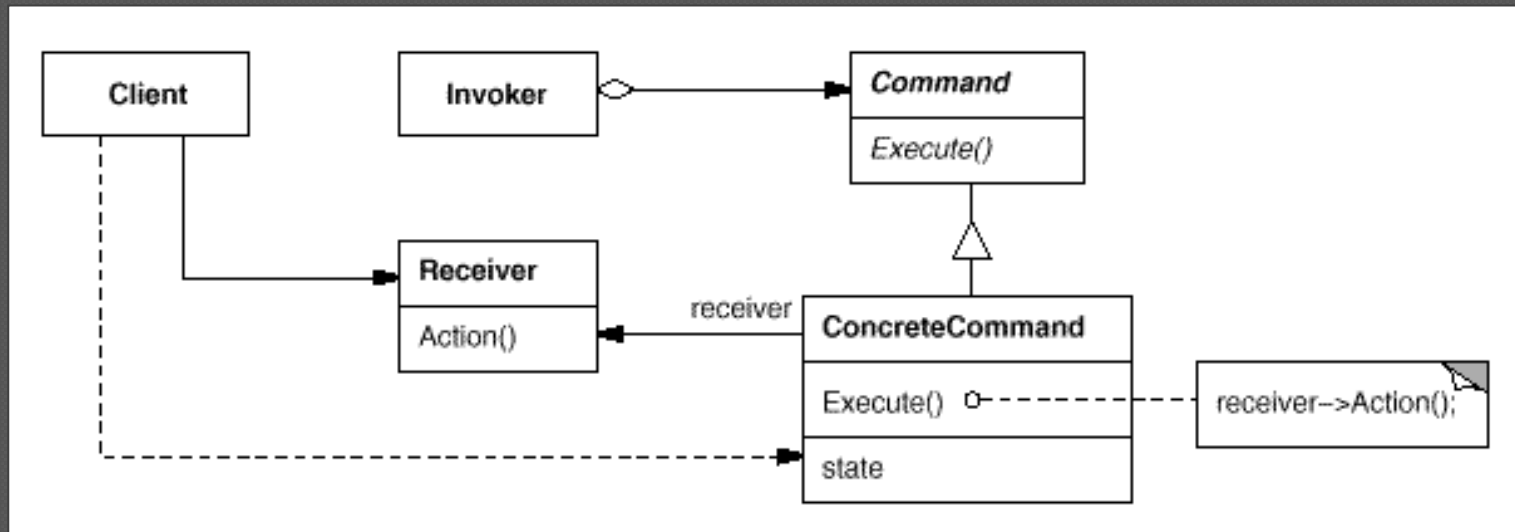 Client
Invoker
Command
Execute()
Receiver
Action()
receiver
ConcreteCommand
Execute()
receiver-->Action();
state